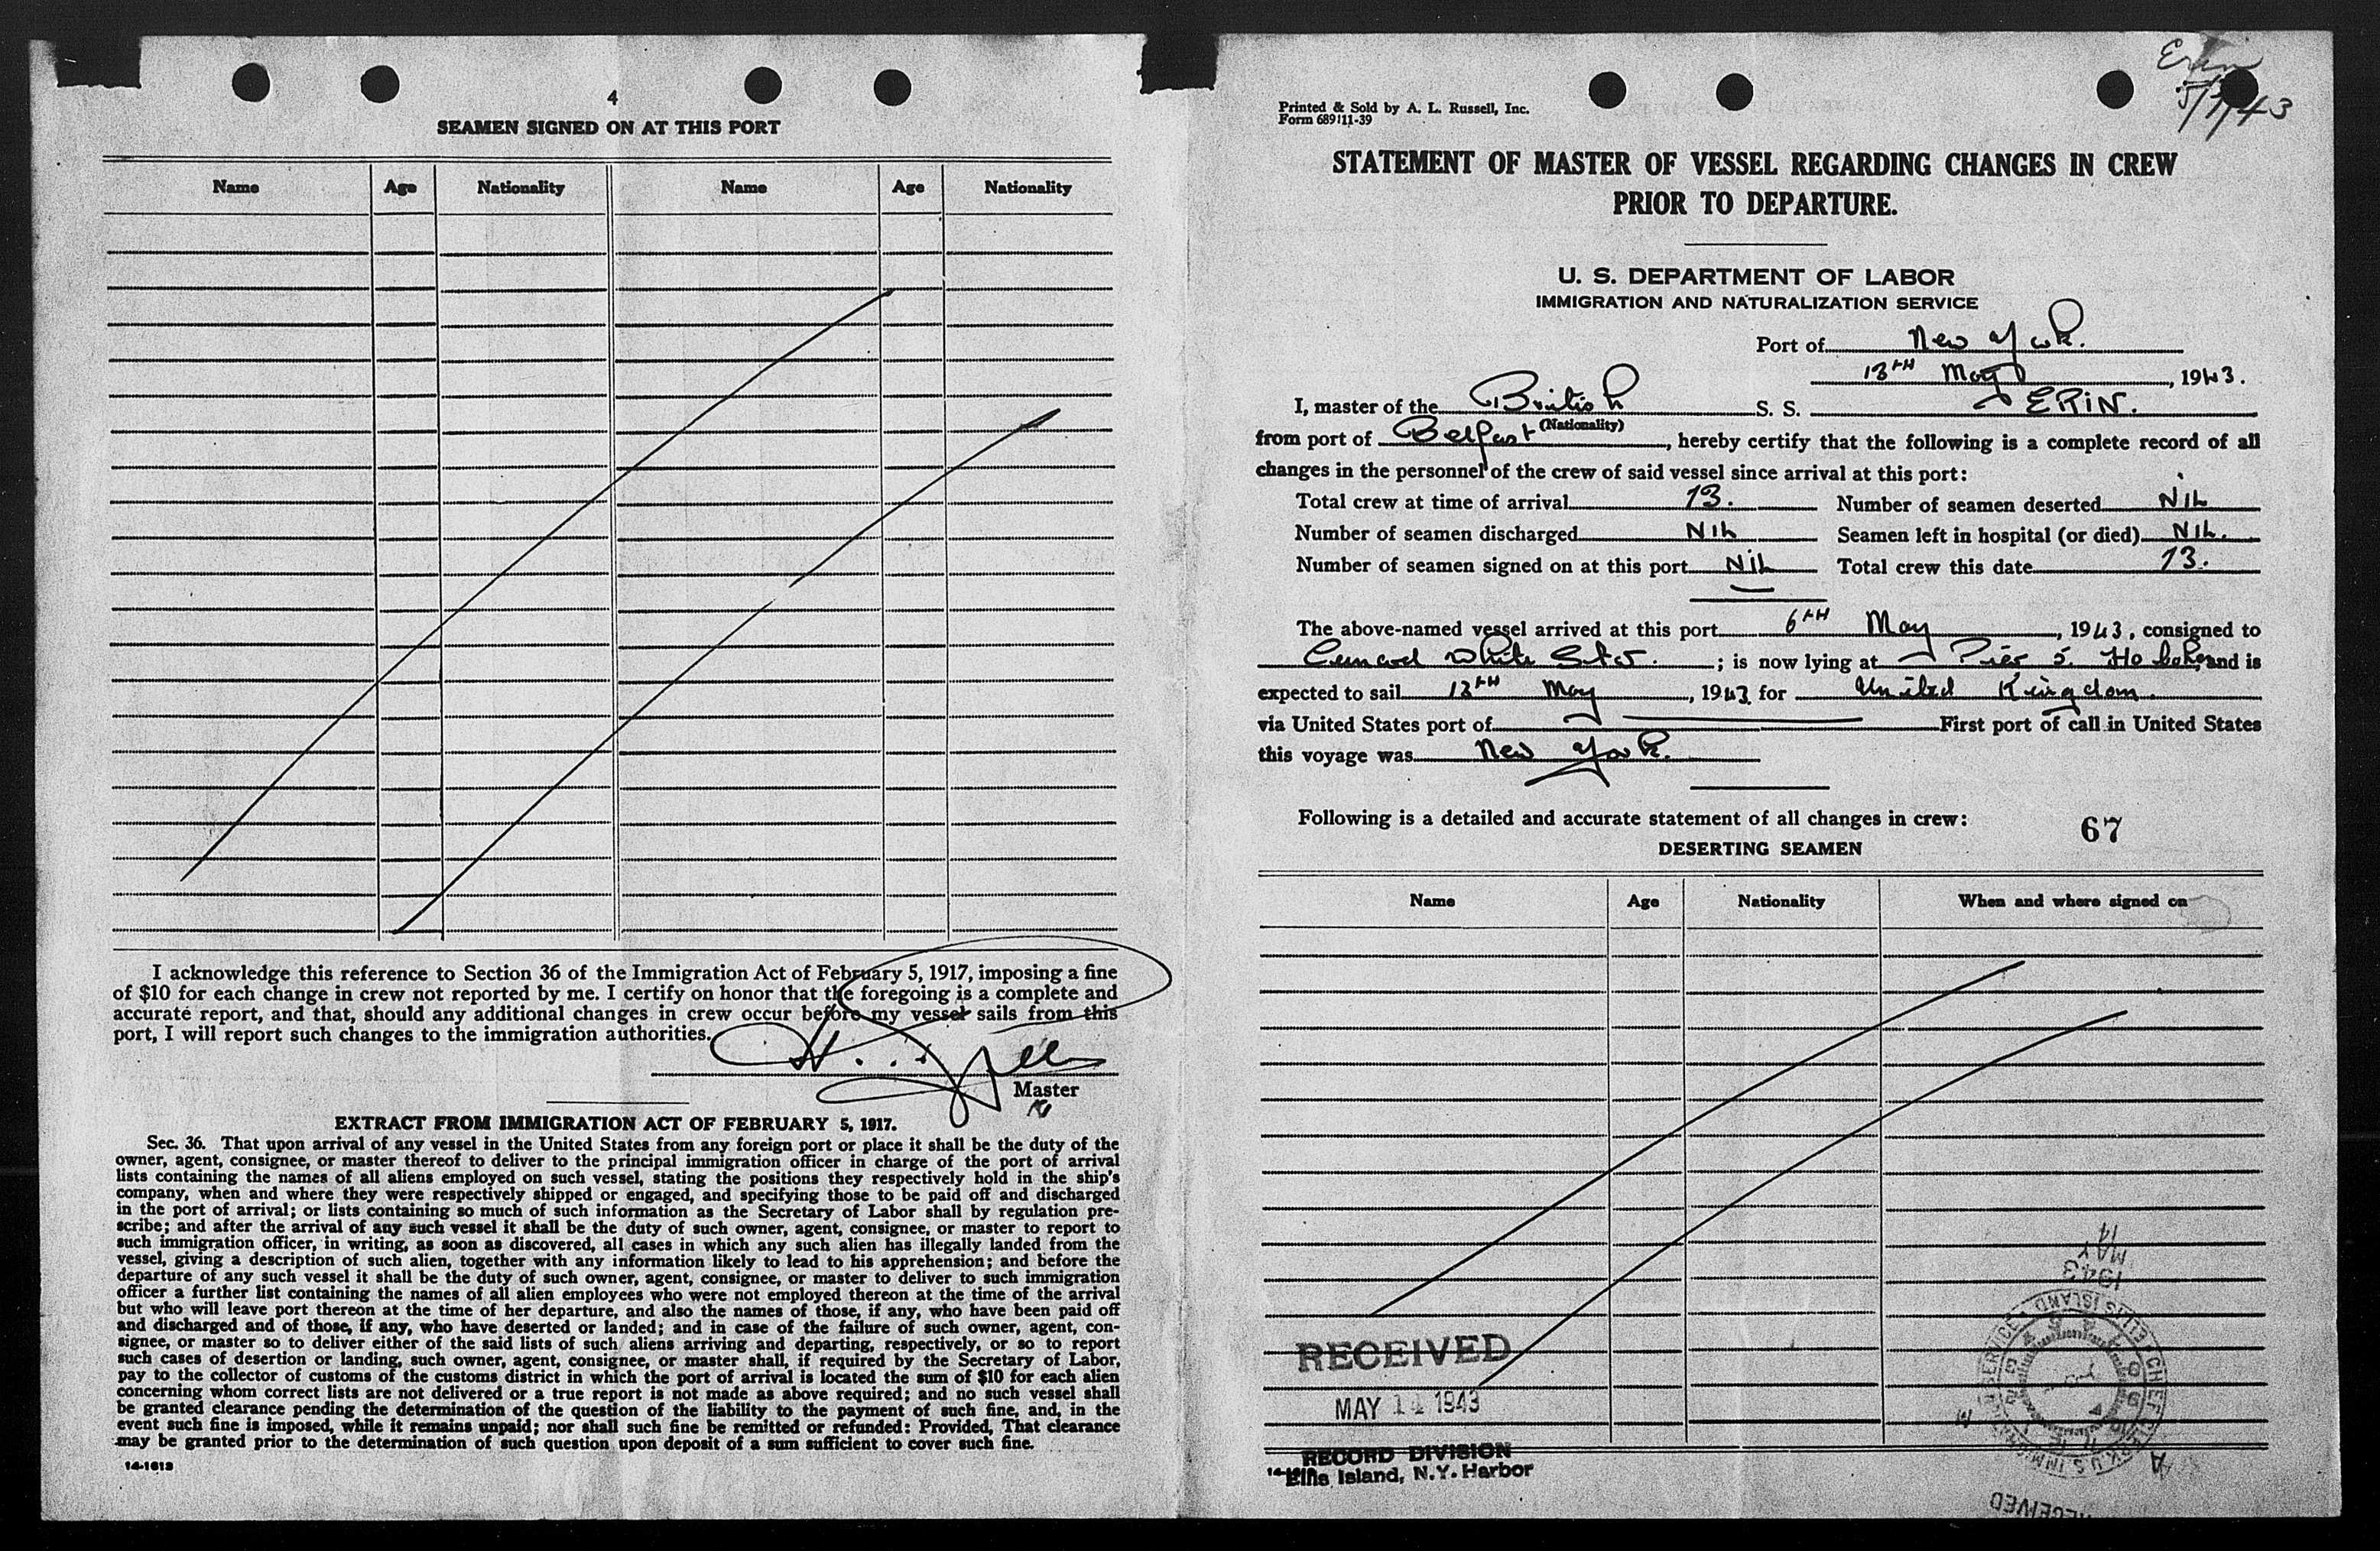 4
SEAMEN SIGNED ON AT THIS PORT
Name Age Nationality Name Age Nationality
I acknowledge this reference to Section 36 of the Immigration Act of February 5, 1917, imposing a fine
of $10 for each change in crew not reported by me. I certify on honor that the foregoing is a complete and
accurate report, and that, should any additional changes in crew occur before my vessel sails from this
port, I will report such changes to the immigration authorities.
Master
EXTRACT FROM IMMIGRATION ACT OF FEBRUARY 5, 1917.
Sec. 36. That upon arrival of any vessel in the United States from any foreign port or place it shall be the duty of the
owner, agent, consignee, or master thereof to deliver to the principal immigration officer in charge of the port of arrival
lists containing the names of all aliens employed on such vessel, stating the positions they respectively hold in the ship's
company, when and where they were respectively shipped or engaged, and specifying those to be paid off and discharged
in the port of arrival; or lists containing so much of such information as the Secretary of Labor shall by regulation pre-
scribe; and after the arrival of any such vessel it shall be the duty of such owner, agent, consignee, or master to report to
such immigration officer, in writing, as soon as discovered, all cases in which any such alien has illegally landed from the
vessel, giving a description of such alien, together with any information likely to lead to his apprehension; and before the
departure of any such vessel it shall be the duty of such owner, agent, consignee, or master to deliver to such immigration
officer a further list containing the names of all alien employees who were not employed thereon at the time of the arrival
but who will leave port thereon at the time of her departure, and also the names of those, if any, who have been paid off
and discharged and of those, if any, who have deserted or landed; and in case of the failure of such owner, agent, con-
signee, or master so to deliver either of the said lists of such aliens arriving and departing, respectively, or so to report
such cases of desertion or landing, such owner, agent, consignee, or master shall, if required by the Secretary of Labor,
pay to the collector of customs of the customs district in which the port of arrival is located the sum of $10 for each alien
concerning whom correct lists are not delivered or a true report is not made as above required; and no such vessel shall
be granted clearance pending the determination of the question of the liability to the payment of such fine, and, in the
event such fine is imposed, while it remains unpaid; nor shall such fine be remitted or refunded: Provided, That clearance
may be granted prior to the determination of such question upon deposit of a sum sufficient to cover such fine.
14-1613
Erin
Printed & Sold by A. L. Russell, Inc.
Form 689 11-39
STATEMENT OF MASTER OF VESSEL REGARDING CHANGES IN CREW
PRIOR TO DEPARTURE.
U. S. DEPARTMENT OF LABOR
IMMIGRATION AND NATURALIZATION SERVICE
Port of New York.
13TH May, 1943.
I, master of the British S. S. ERIN.
(Nationality)
from port of Belfast, hereby certify that the following is a complete record of all
changes in the personnel of the crew of said vessel since arrival at this port:
Total crew at time of arrival 73. Number of seamen deserted NIL
Number of seamen discharged NIL Seamen left in hospital (or died) NIL.
Number of seamen signed on at this port NIL Total crew this date 73.
The above-named vessel arrived at this port 6TH May, 1943, consigned to
Cunard White Star.; is now lying at Pier 5. Hoboken and is
expected to sail 13TH May, 1943 for United Kingdom.
via United States port of First port of call in United States
this voyage was New York.
Following is a detailed and accurate statement of all changes in crew:
67
DESERTING SEAMEN
Name Age Nationality When and where signed on
RECEIVED
MAY 14 1943
RECORD DIVISION
Ellis Island, N.Y. Harbor
14
MAY
1943
RECEIVED